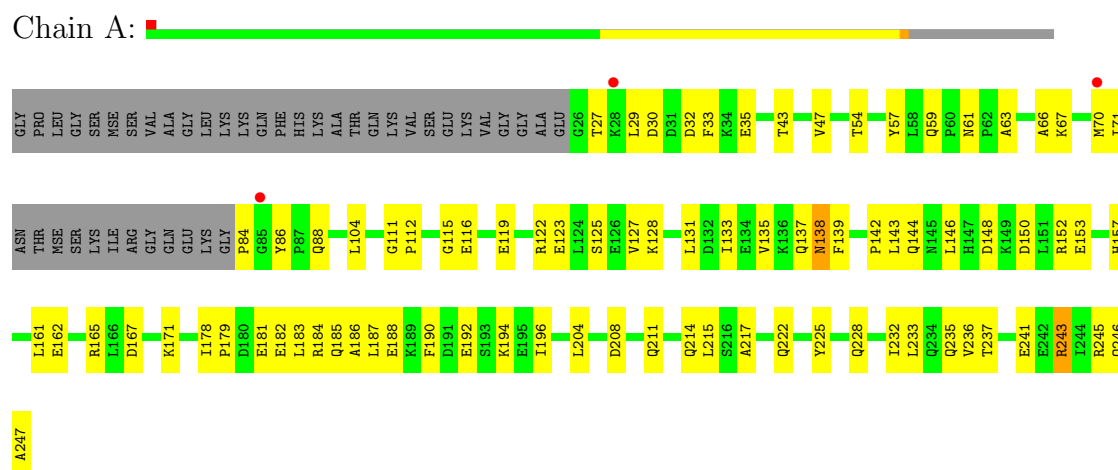 Chain A:
GLY PRO LEU GLY SER MSE SER VAL ALA GLY LEU LYS LYS GLN PHE HIS LYS ALA THR GLN LYS VAL SER GLU LYS VAL GLY GLY ALA GLU G26 T27 K28 L29 D30 D31 D32 F33 K34 E35 T43 V47 T54 Y57 L58 Q59 P60 N61 P62 A63 A66 K67 M70
ASN THR MSE SER LYS ILE ARG GLY GLN GLU LYS GLY P84 G85 Y86 P87 Q88 L104 G111 P112 G115 E116 E119 R122 E123 L124 S125 E126 V127 K128 L131 D132 I133 E134 V135 K136 Q137 N138 F139 P142 L143 Q144 N145 L146 H147 D148 K149 D150 L151 R152 E153
L161 E162 R165 L166 D167 K171 I178 P179 D180 E181 E182 L183 R184 Q185 A186 L187 E188 K189 F190 D191 E192 S193 K194 E195 I196 L204 D208 Q211 Q214 L215 S216 A217 Q222 Y225 Q228 I232 L233 Q234 Q235 V236 T237 E241 E242 R243 I244 R245
A247